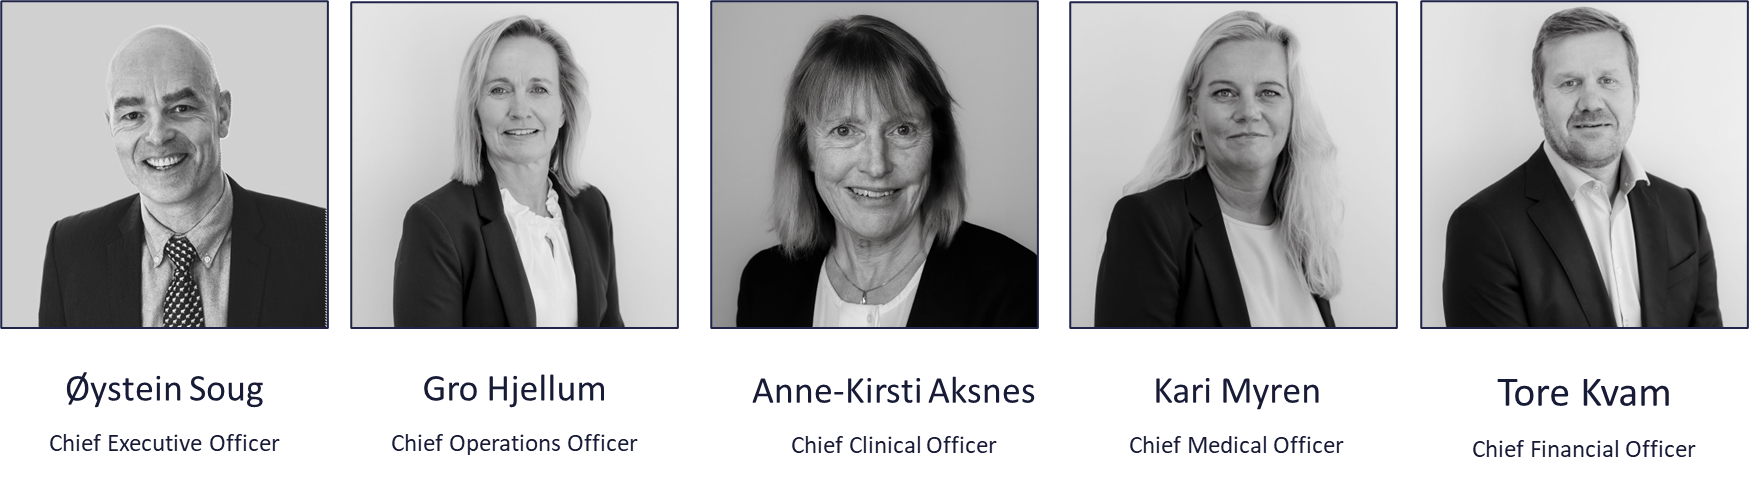 Øystein Soug
Chief Executive Officer
Gro Hjellum
Chief Operations Officer
Anne-Kirsti Aksnes
Chief Clinical Officer
Kari Myren
Chief Medical Officer
Tore Kvam
Chief Financial Officer